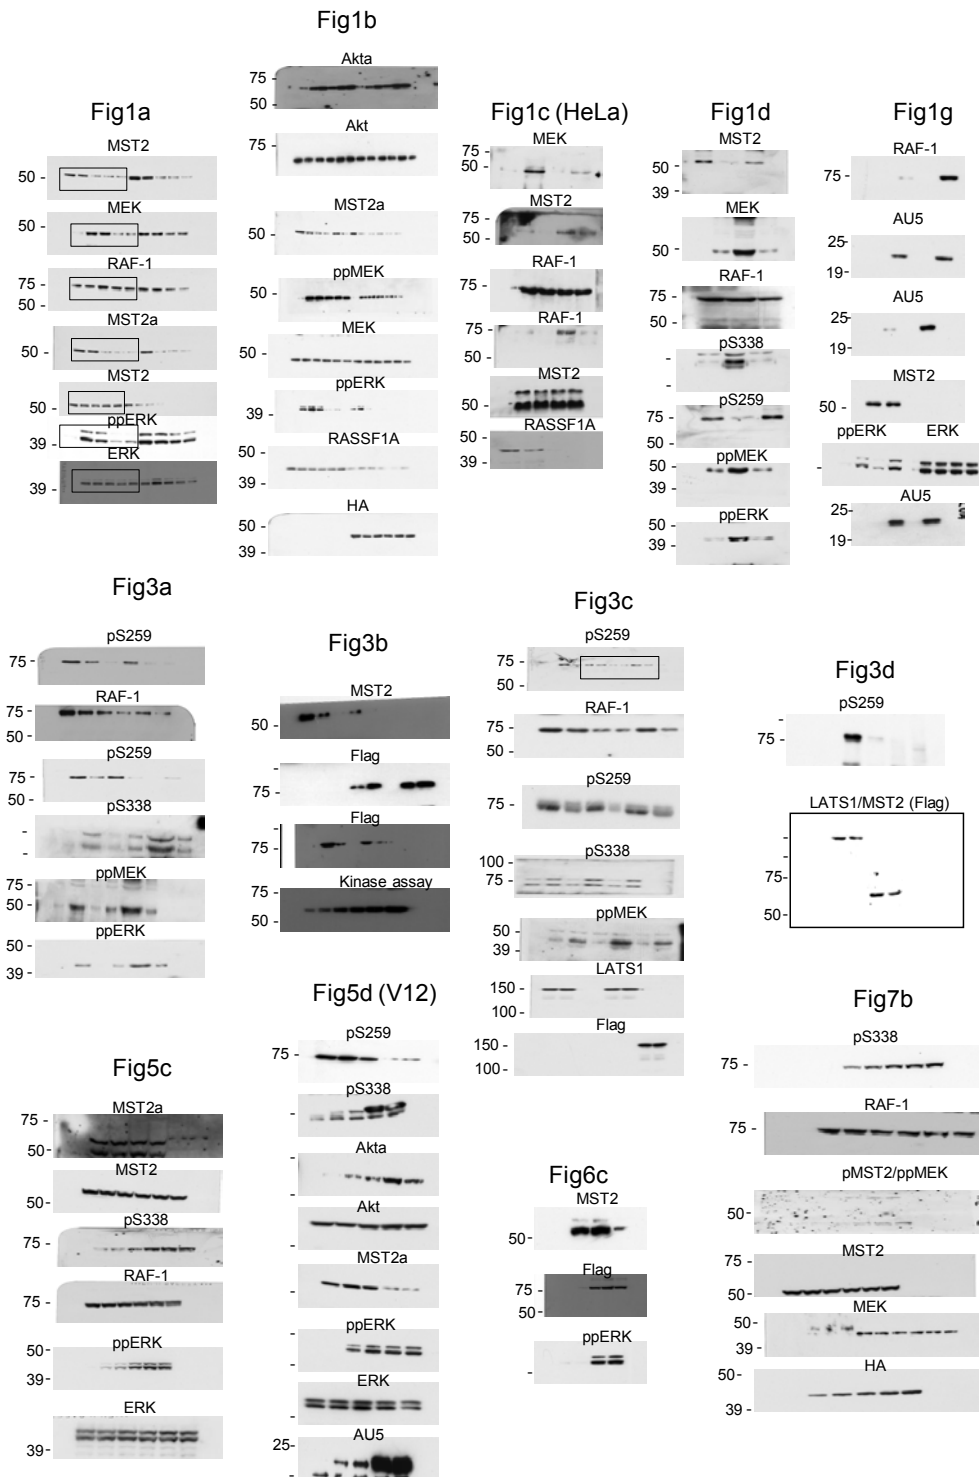 Fig1a
MST2
50 -
MEK
50 -
RAF-1
75 -
50 -
MST2a
50 -
MST2
50 -
ppERK
39 -
ERK
39 -
Fig1b
Akta
75 -
50 -
Akt
75 -
MST2a
50 -
ppMEK
50 -
MEK
50 -
ppERK
39 -
RASSF1A
50 -
HA
50 -
39 -
Fig1c (HeLa)
MEK
75 -
50 -
MST2
75 -
50 -
RAF-1
75 -
RAF-1
75 -
MST2
50 -
RASSF1A
50 -
39 -
Fig1d
MST2
50 -
39 -
MEK
50 -
RAF-1
75 -
50 -
pS338
-
-
pS259
75 -
50 -
ppMEK
50 -
39 -
ppERK
50 -
39 -
Fig1g
RAF-1
75 -
AU5
25-
19-
AU5
25-
19-
MST2
50 -
ppERK ERK
-
AU5
25-
19-
Fig3a
pS259
75 -
RAF-1
75 -
50 -
pS259
75 -
50 -
pS338
-
-
ppMEK
75 -
50 -
ppERK
50 -
39 -
Fig3b
MST2
50 -
Flag
75 -
Flag
75 -
Kinase assay
75 -
50 -
Fig3c
pS259
75 -
50 -
RAF-1
75 -
50 -
pS259
75 -
pS338
100 -
75 -
ppMEK
50 -
39 -
LATS1
150 -
100 -
Flag
150 -
100 -
Fig3d
pS259
75 -
LATS1/MST2 (Flag)
-
-
75-
50-
Fig5c
MST2a
75 -
50 -
MST2
50-
pS338
75 -
RAF-1
75 -
ppERK
50-
39-
ERK
39-
Fig5d (V12)
pS259
75 -
pS338
-
Akta
-
Akt
-
MST2a
-
ppERK
-
-
ERK
-
AU5
25-
Fig6c
MST2
50-
Flag
75 -
50 -
ppERK
-
Fig7b
pS338
75 -
RAF-1
75 -
pMST2/ppMEK
50-
MST2
75 -
50 -
MEK
50 -
39 -
HA
50 -
39 -